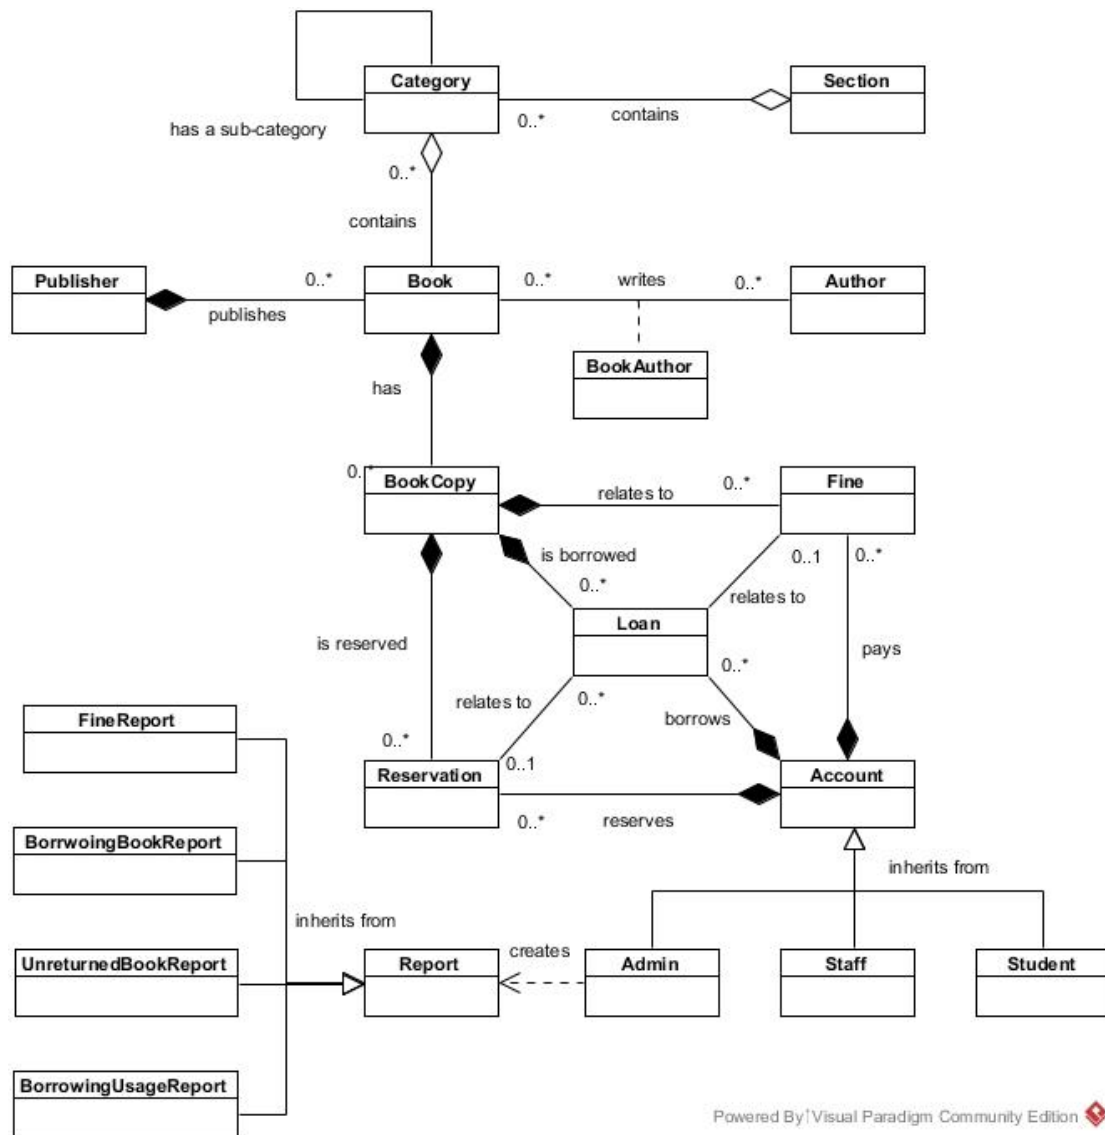 Category
Section
0..*
contains
has a sub-category
0..*
contains
Publisher
0..*
Book
0..*
writes
0..*
Author
publishes
BookAuthor
has
0..*
BookCopy
relates to
0..*
Fine
is borrowed
0..1
0..*
0..*
relates to
Loan
is reserved
0..*
pays
relates to
0..*
borrows
FineReport
0..*
0..1
Reservation
Account
0..*
reserves
BorrwoingBookReport
inherits from
inherits from
creates
UnreturnedBookReport
Report
Admin
Staff
Student
BorrowingUsageReport
Powered By Visual Paradigm Community Edition